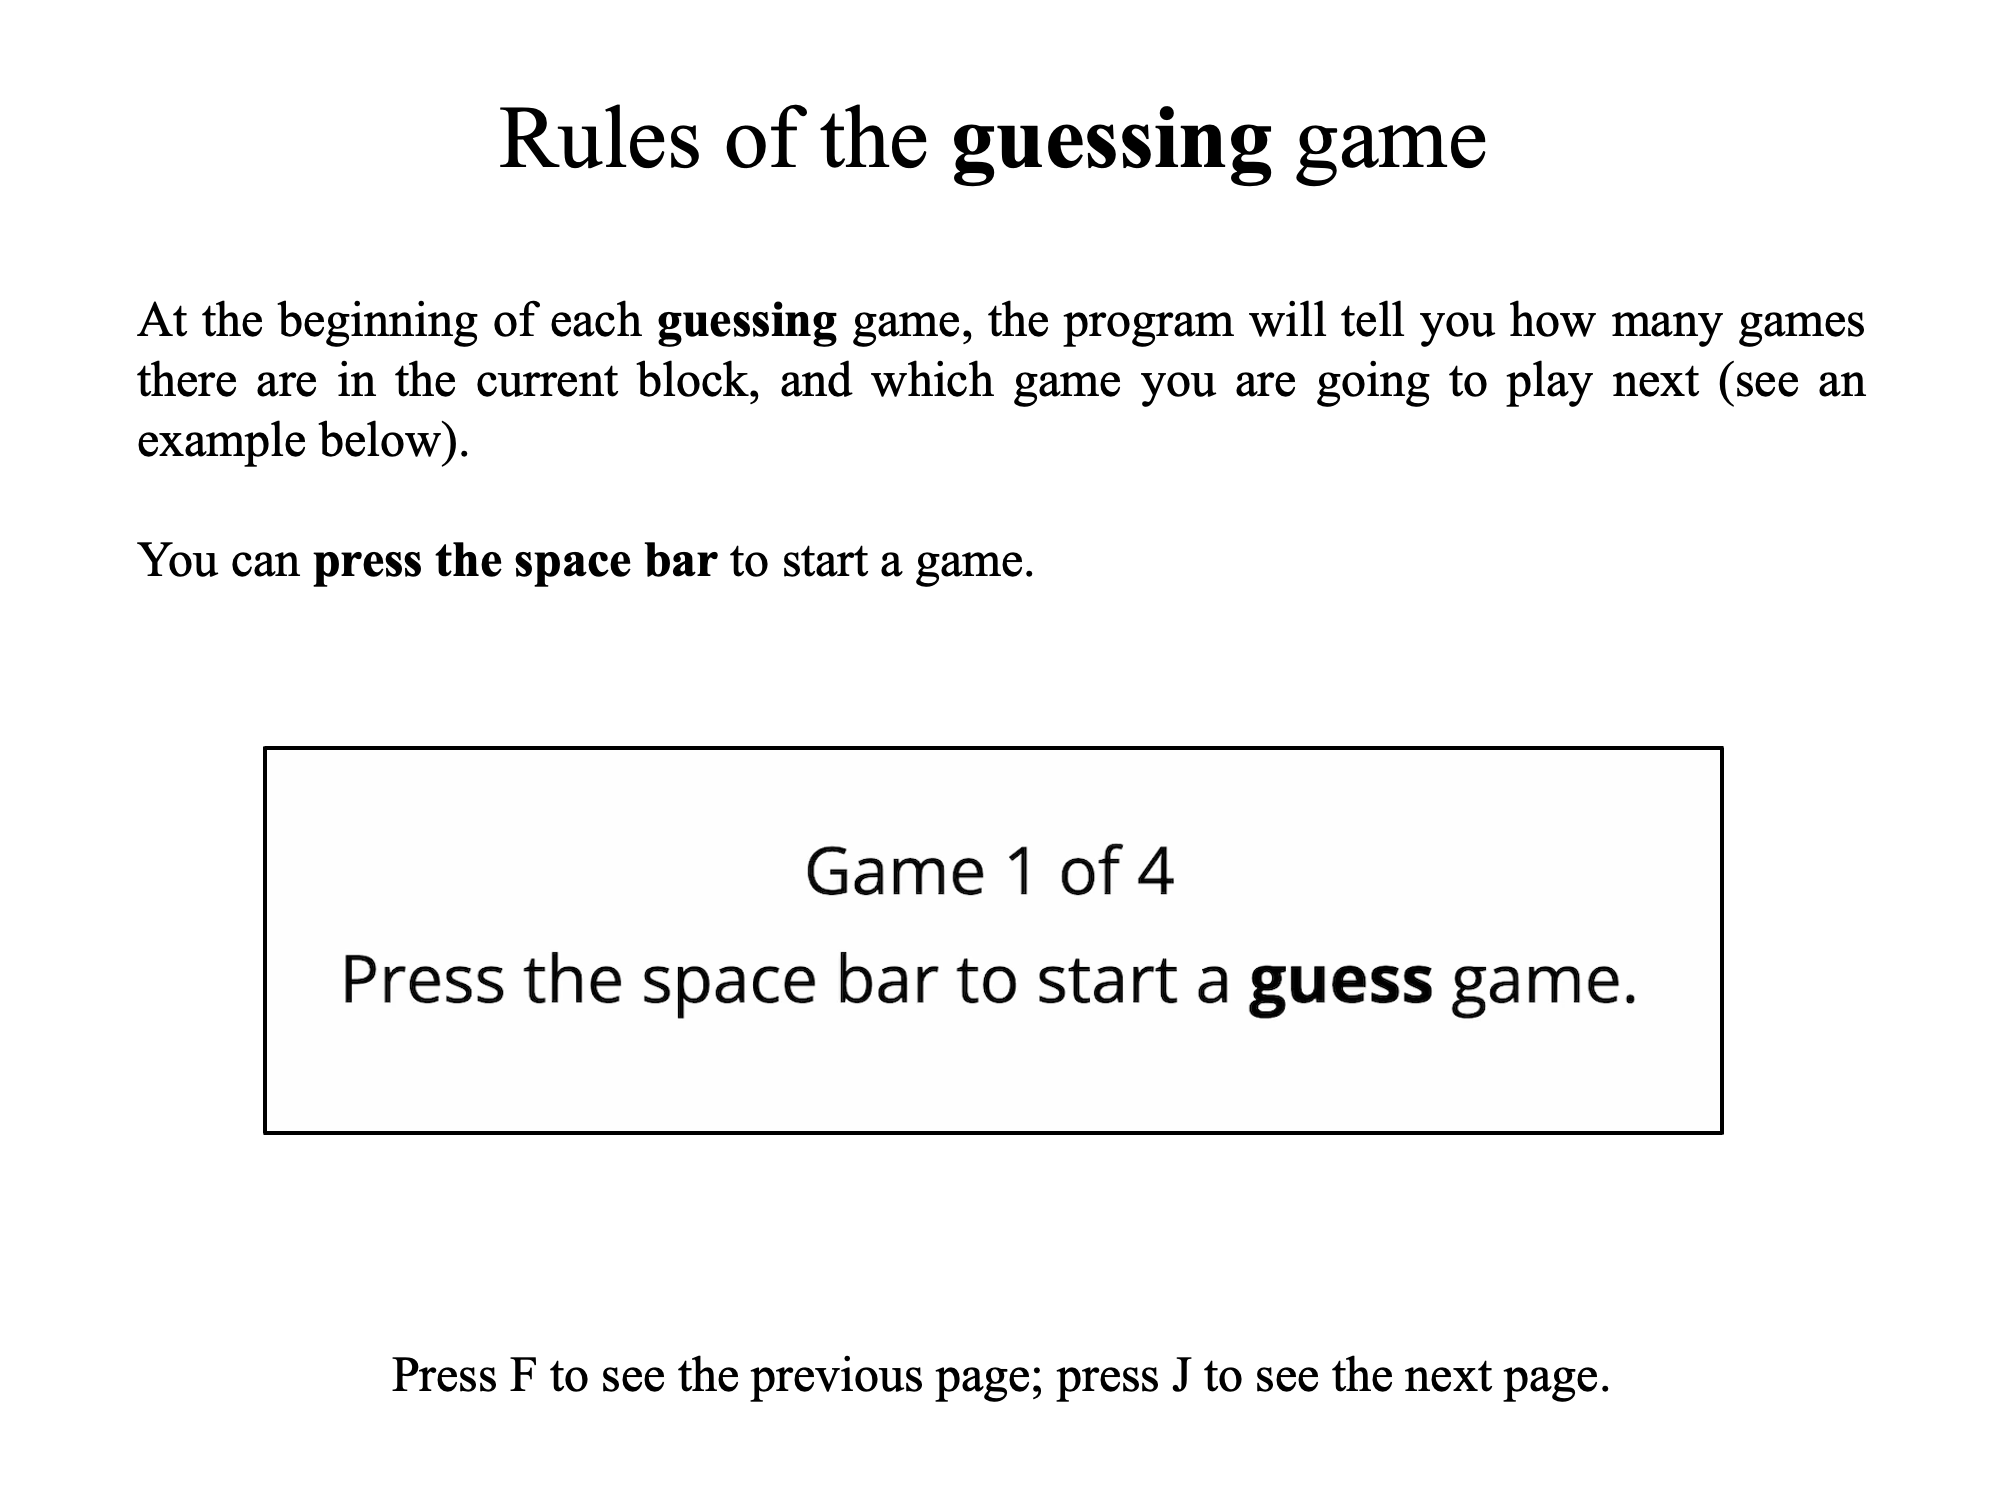 Rules of the guessing game
At the beginning of each guessing game, the program will tell you how many games
there are in the current block, and which game you are going to play next (see an
example below).
You can press the space bar to start a game.
Game 1 of 4
Press the space bar to start a guess game.
Press F to see the previous page; press J to see the next page.